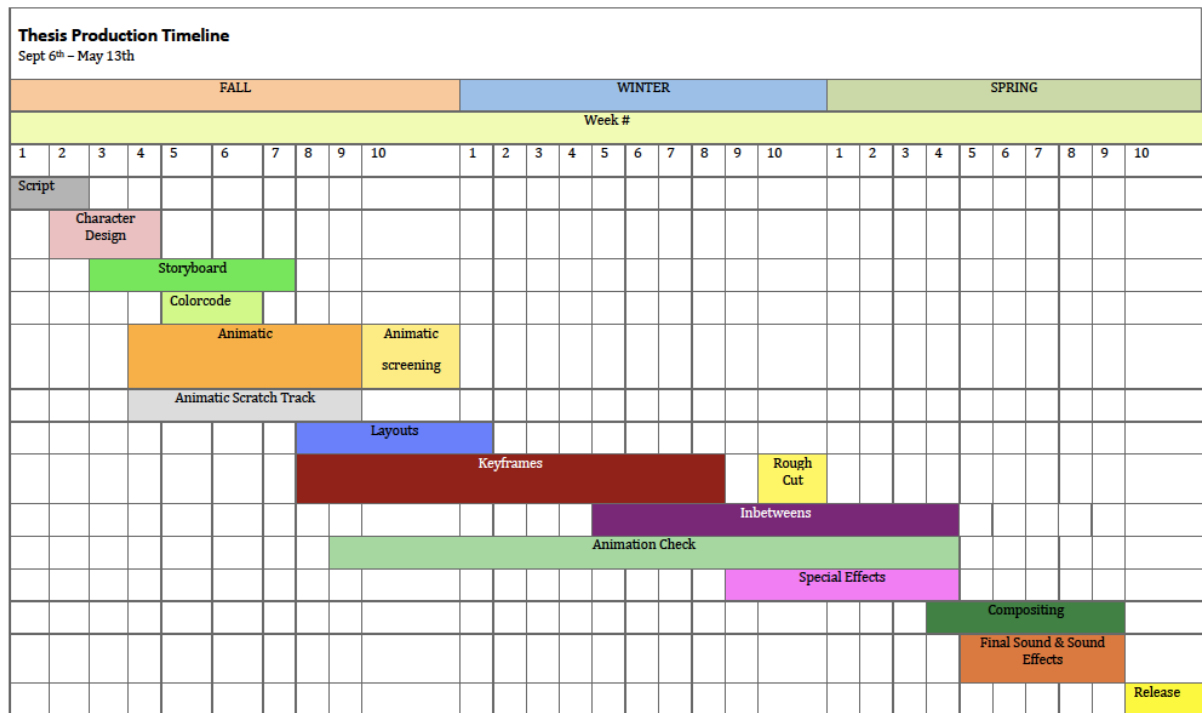 Thesis Production Timeline
Sept 6th – May 13th
FALL WINTER SPRING
Week #
1 2 3 4 5 6 7 8 9 10 1 2 3 4 5 6 7 8 9 10 1 2 3 4 5 6 7 8 9 10
Script
Character
Design
Storyboard
Colorcode
Animatic Animatic
screening
Animatic Scratch Track
Layouts
Keyframes Rough
Cut
Inbetweens
Animation Check
Special Effects
Compositing
Final Sound & Sound
Effects
Release